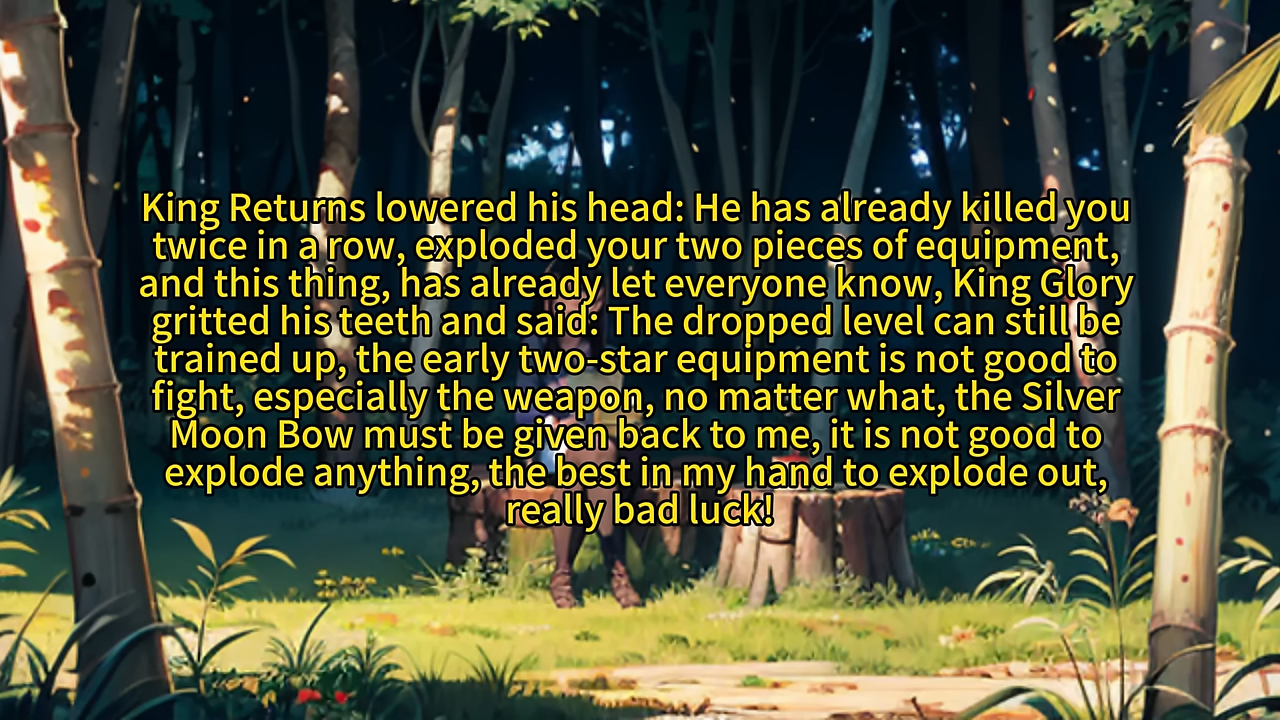 King Returns lowered his head: He has already killed you
twice in a row, exploded your two pieces of equipment,
and this thing, has already let everyone know, King Glory
gritted his teeth and said: The dropped level can still be
trained up, the early two-star equipment is not good to
fight, especially the weapon, no matter what, the Silver
Moon Bow must be given back to me, it is not good to
explode anything, the best in my hand to explode out,
really bad luck!